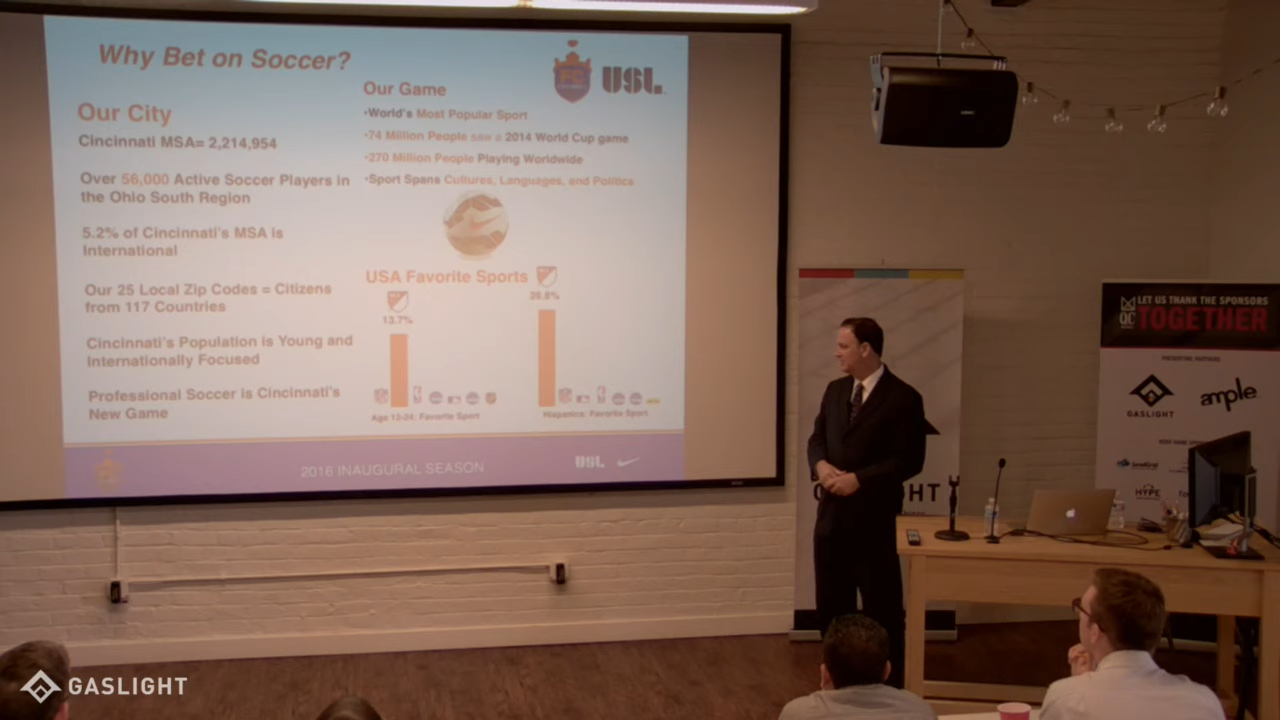 Why Bet on Soccer?
FC
USL
Our City
Cincinnati MSA= 2,214,954
Over 56,000 Active Soccer Players in
the Ohio South Region
5.2% of Cincinnati's MSA is
International
Our 25 Local Zip Codes = Citizens
from 117 Countries
Cincinnati's Population is Young and
Internationally Focused
Professional Soccer is Cincinnati's
New Game
Our Game
•World's Most Popular Sport
•74 Million People saw a 2014 World Cup game
•270 Million People Playing Worldwide
•Sport Spans Cultures, Languages, and Politics
USA Favorite Sports
13.7%
Age 12-24: Favorite Sport
Hispanics: Favorite Sport
2016 INAUGURAL SEASON
USL
LET US THANK THE SPONSORS
QC
TOGETHER
PRESENTING PARTNERS
GASLIGHT
ample
HYPE
HT
GASLIGHT